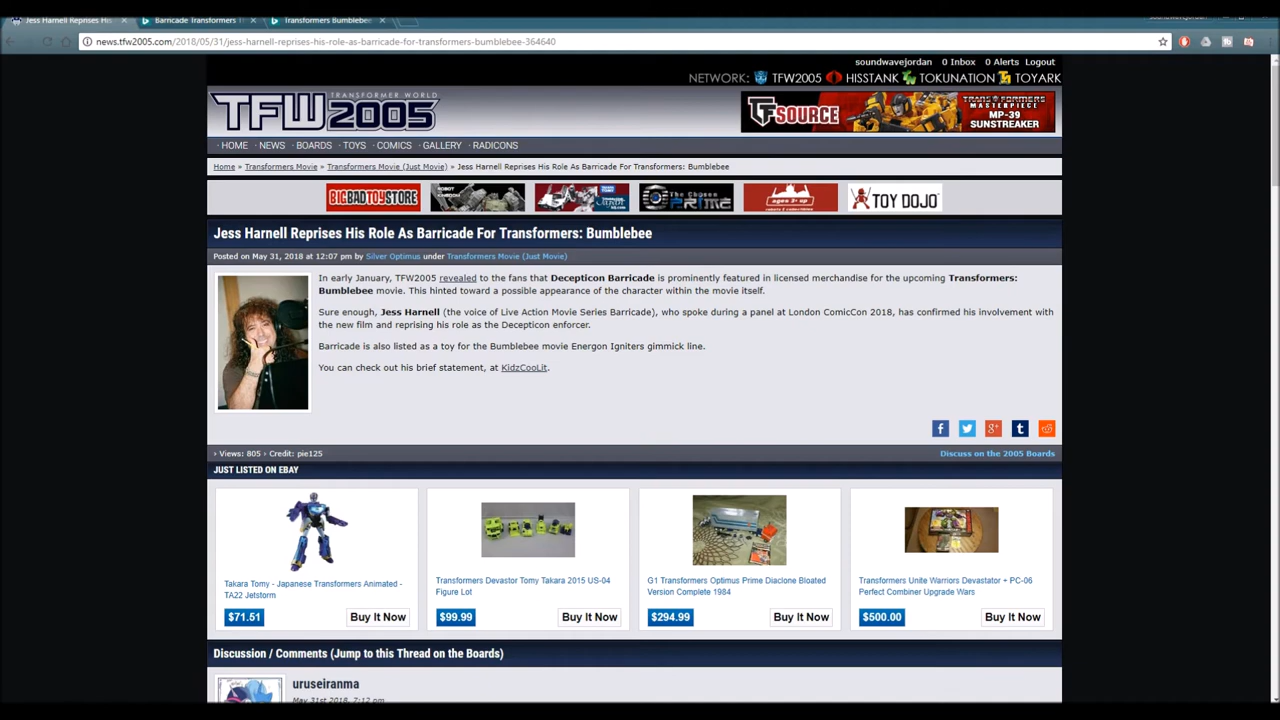 Jess Harnell Reprises His
Barricade Transformers
Transformers Bumblebee
soundwavejordan
news.tfw2005.com/2018/05/31/jess-harnell-reprises-his-role-as-barricade-for-transformers-bumblebee-364640
soundwavejordan 0 Inbox 0 Alerts Logout
NETWORK: TFW2005 HISSTANK TOKUNATION TOYARK
TRANSFORMER WORLD
TFW2005
TFSOURCE
TRANSFORMERS
MASTERPIECE
MP-39
SUNSTREAKER
· HOME · NEWS · BOARDS · TOYS · COMICS · GALLERY · RADICONS
Home » Transformers Movie » Transformers Movie (Just Movie) » Jess Harnell Reprises His Role As Barricade For Transformers: Bumblebee
BIGBADTOYSTORE
ROBOT KINGDOM
The Chosen PRIME
ages 3+ up
TOY DOJO
Jess Harnell Reprises His Role As Barricade For Transformers: Bumblebee
Posted on May 31, 2018 at 12:07 pm by Silver Optimus under Transformers Movie (Just Movie)
In early January, TFW2005 revealed to the fans that Decepticon Barricade is prominently featured in licensed merchandise for the upcoming Transformers:
Bumblebee movie. This hinted toward a possible appearance of the character within the movie itself.
Sure enough, Jess Harnell (the voice of Live Action Movie Series Barricade), who spoke during a panel at London ComicCon 2018, has confirmed his involvement with
the new film and reprising his role as the Decepticon enforcer.
Barricade is also listed as a toy for the Bumblebee movie Energon Igniters gimmick line.
You can check out his brief statement, at KidzCooLit.
› Views: 805 › Credit: pie125
Discuss on the 2005 Boards
JUST LISTED ON EBAY
Takara Tomy - Japanese Transformers Animated -
TA22 Jetstorm
$71.51 Buy It Now
Transformers Devastor Tomy Takara 2015 US-04
Figure Lot
$99.99 Buy It Now
G1 Transformers Optimus Prime Diaclone Bloated
Version Complete 1984
$294.99 Buy It Now
Transformers Unite Warriors Devastator + PC-06
Perfect Combiner Upgrade Wars
$500.00 Buy It Now
Discussion / Comments (Jump to this Thread on the Boards)
uruseiranma
May 31st 2018, 7:12 pm